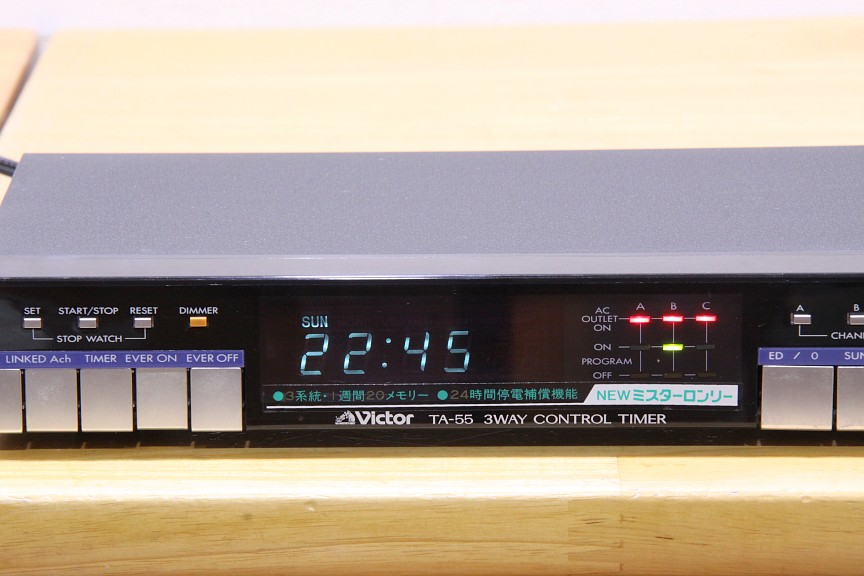 SET START/STOP RESET DIMMER
STOP WATCH
LINKED Ach TIMER EVER ON EVER OFF
SUN
22:45
AC OUTLET ON A B C
ON
PROGRAM
OFF
●3系統・1週間20メモリー ●24時間停電補償機能
NEWミスターロンリー
Victor TA-55 3WAY CONTROL TIMER
A B
CHAN
ED / 0 SUN